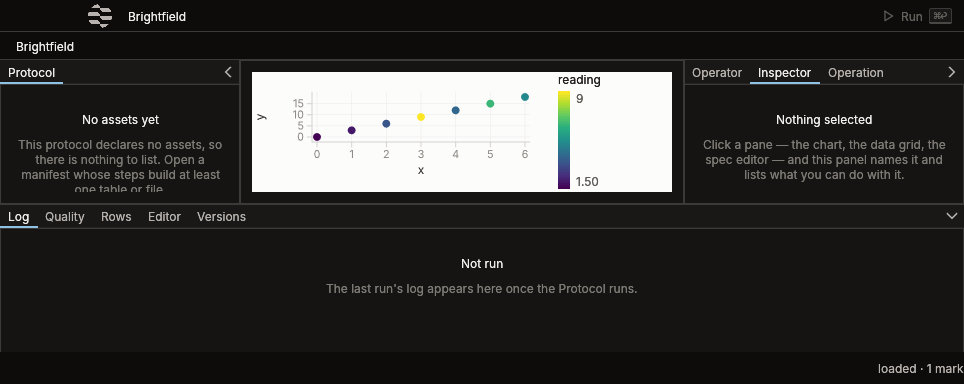 Brightfield
Run ⌘P
Brightfield
Protocol
Operator Inspector Operation
No assets yet
This protocol declares no assets, so
there is nothing to list. Open a
manifest whose steps build at least
one table or file
reading
9
1.50
y
15
10
5
0
0 1 2 3 4 5 6
x
Nothing selected
Click a pane — the chart, the data grid, the
spec editor — and this panel names it and
lists what you can do with it.
Log Quality Rows Editor Versions
Not run
The last run's log appears here once the Protocol runs.
loaded · 1 mark